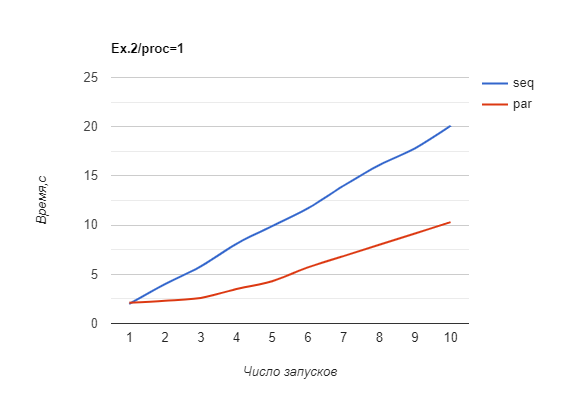 Ex.2/proc=1
25
20
15
10
5
0
Время,с
1 2 3 4 5 6 7 8 9 10
Число запусков
seq
par